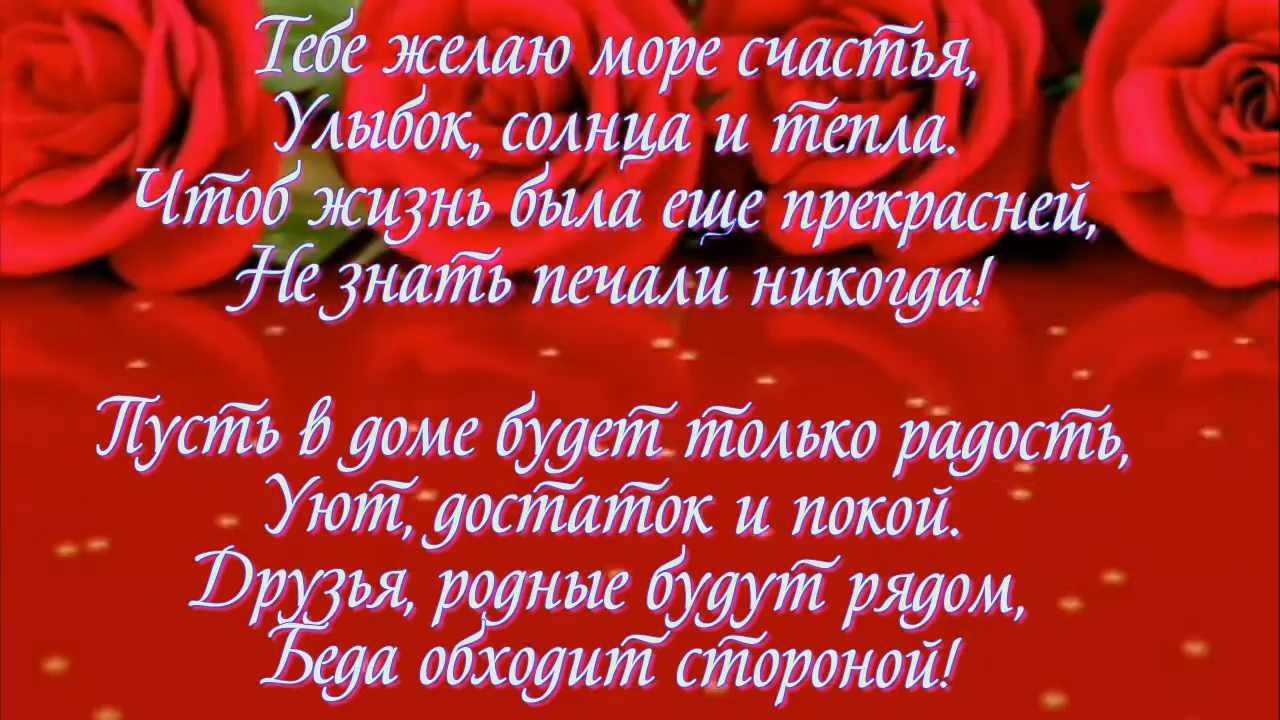 Тебе желаю море счастья,
Улыбок, солнца и тепла.
Чтоб жизнь была еще прекрасней,
Не знать печали никогда!
Пусть в доме будет только радость,
Уют, достаток и покой.
Друзья, родные будут рядом,
Беда обходит стороной!